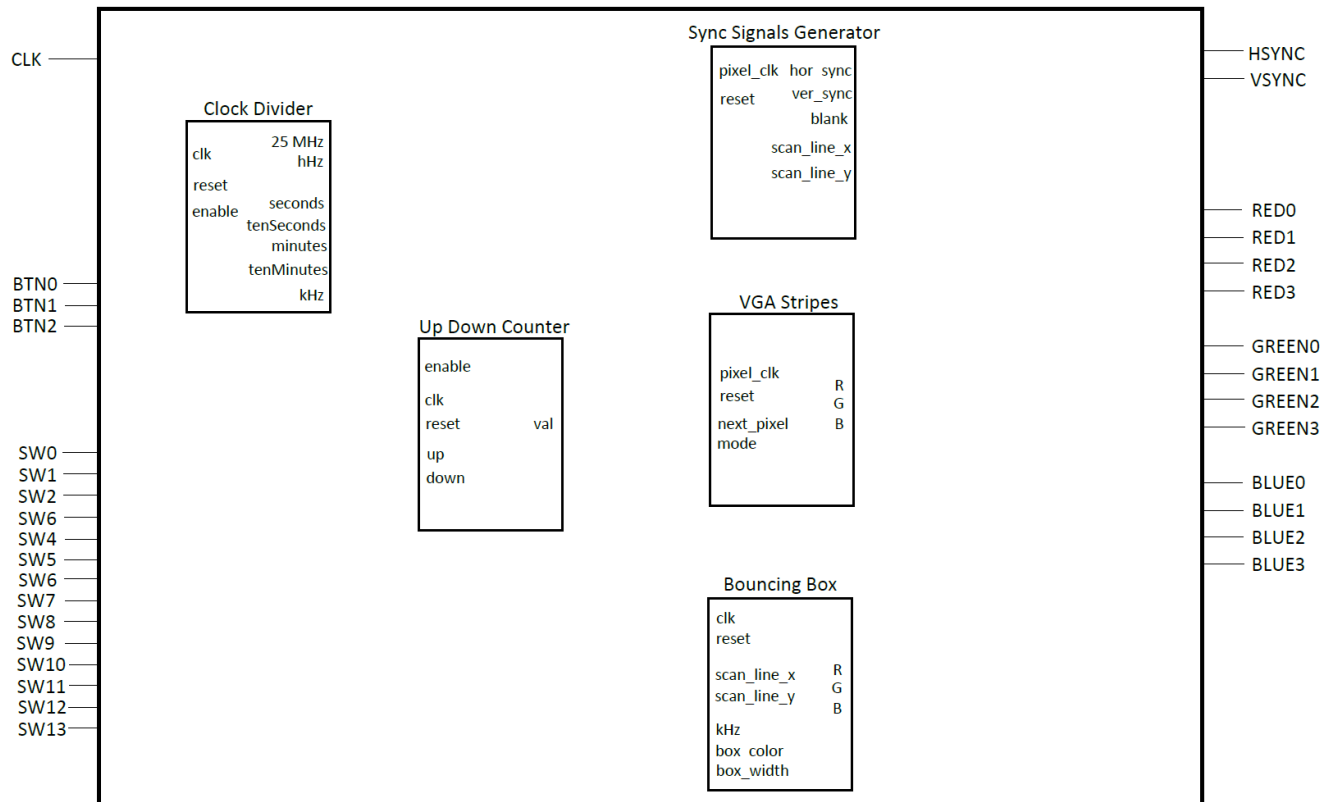 CLK
BTN0
BTN1
BTN2
SW0
SW1
SW2
SW6
SW4
SW5
SW6
SW7
SW8
SW9
SW10
SW11
SW12
SW13
Clock Divider
clk
reset
enable
25 MHz
hHz
seconds
tenSeconds
minutes
tenMinutes
kHz
Up Down Counter
enable
clk
reset
up
down
val
Sync Signals Generator
pixel_clk
reset
hor_sync
ver_sync
blank
scan_line_x
scan_line_y
VGA Stripes
pixel_clk
reset
next_pixel
mode
R
G
B
Bouncing Box
clk
reset
scan_line_x
scan_line_y
kHz
box_color
box_width
R
G
B
HSYNC
VSYNC
RED0
RED1
RED2
RED3
GREEN0
GREEN1
GREEN2
GREEN3
BLUE0
BLUE1
BLUE2
BLUE3